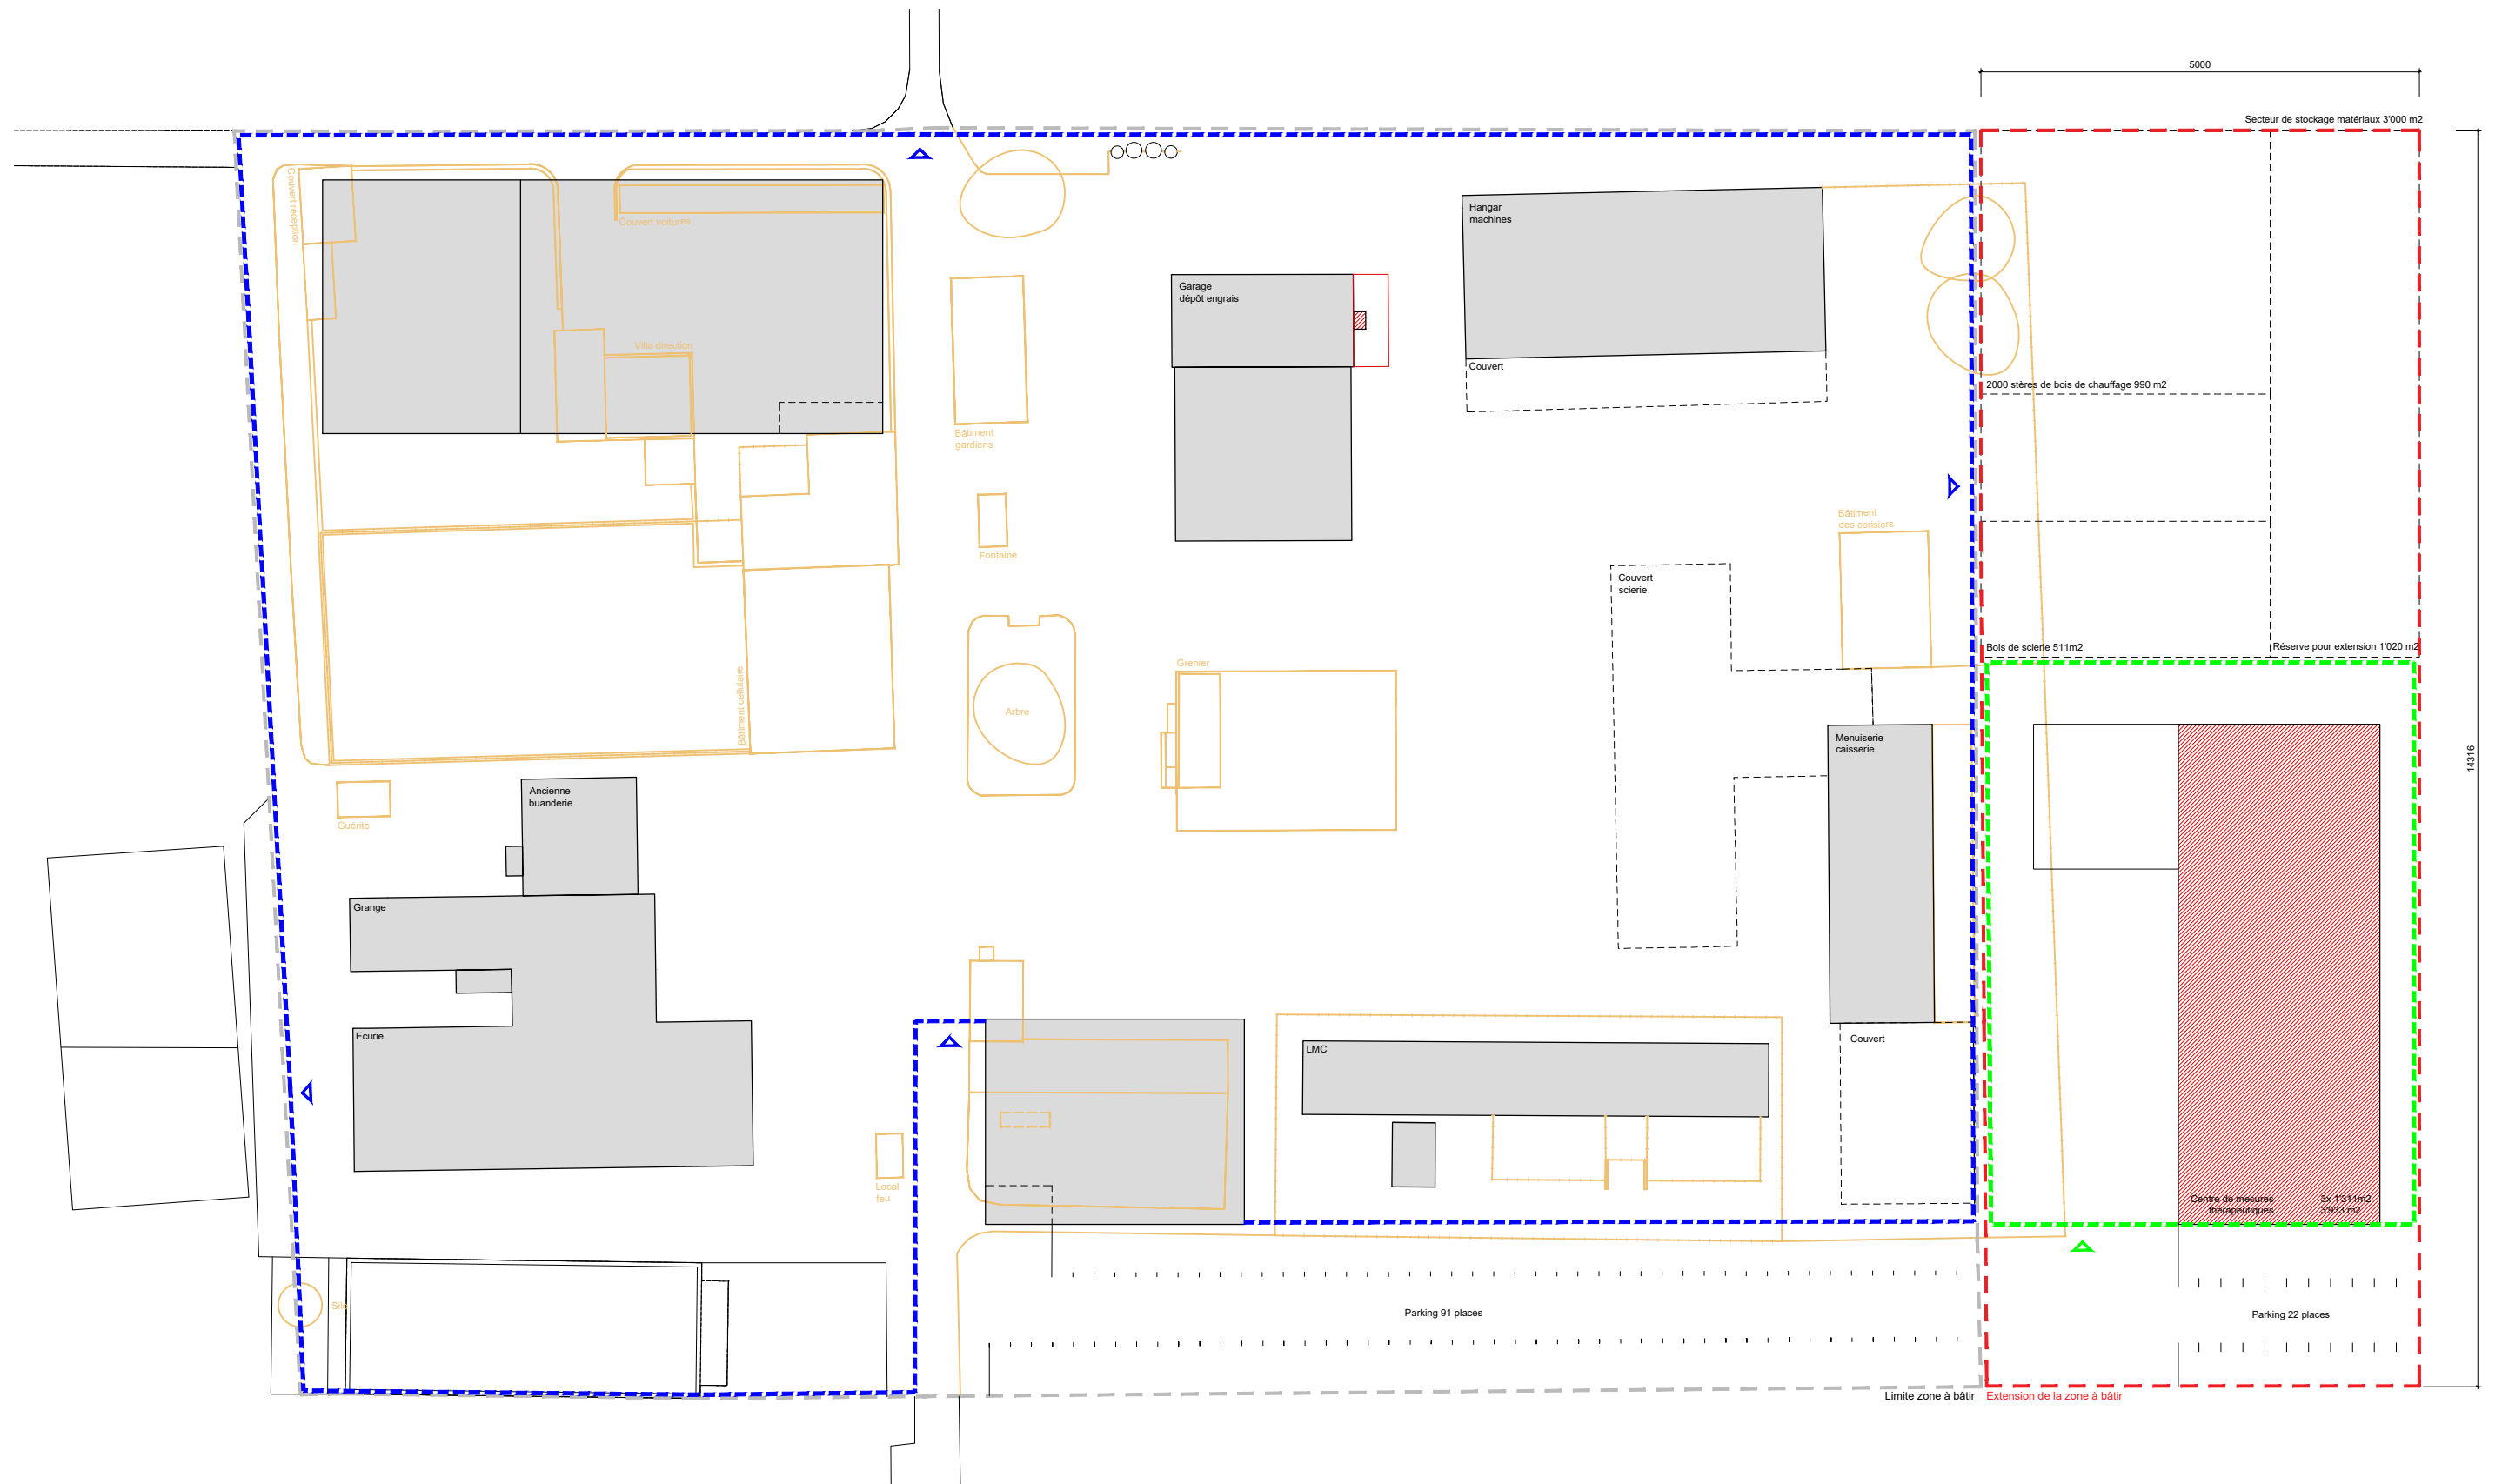 5000
Secteur de stockage matériaux 3'000 m2
Couvert réception
Couvert voitures
Hangar
machines
Garage
dépôt engrais
Villa direction
Couvert
2000 stères de bois de chauffage 990 m2
Bâtiment
gardiens
Bâtiment
des cerisiers
Fontaine
Couvert
scierie
Bois de scierie 511m2
Réserve pour extension 1'020 m2
Grenier
Bâtiment cellulaire
Arbre
Menuiserie
caisserie
14316
Ancienne
buanderie
Guérite
Grange
Ecurie
Couvert
LMC
Local
feu
Centre de mesures 3x 1'311m2
thérapeutiques 3'933 m2
Silo
Parking 91 places
Parking 22 places
Limite zone à bâtir
Extension de la zone à bâtir